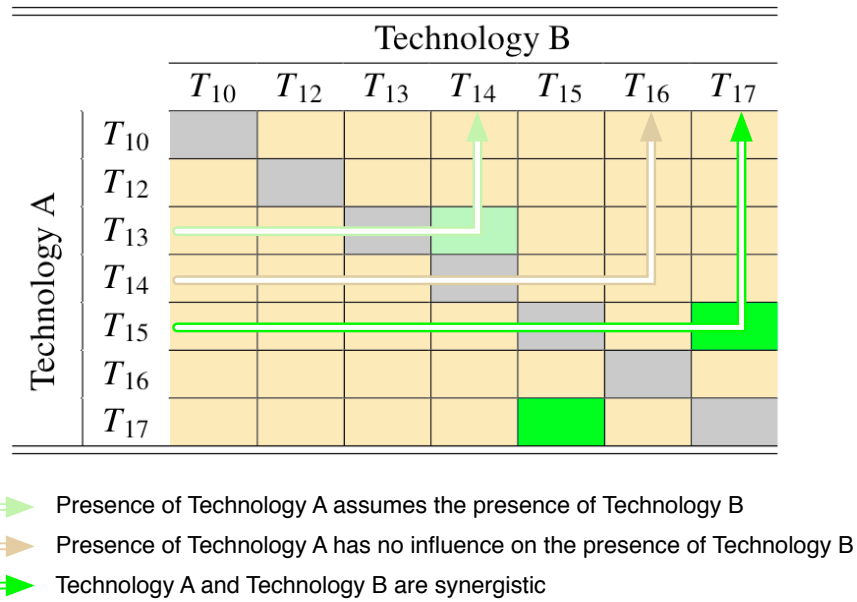 Technology B
T10 T12 T13 T14 T15 T16 T17
Technology A
T10
T12
T13
T14
T15
T16
T17
Presence of Technology A assumes the presence of Technology B
Presence of Technology A has no influence on the presence of Technology B
Technology A and Technology B are synergistic